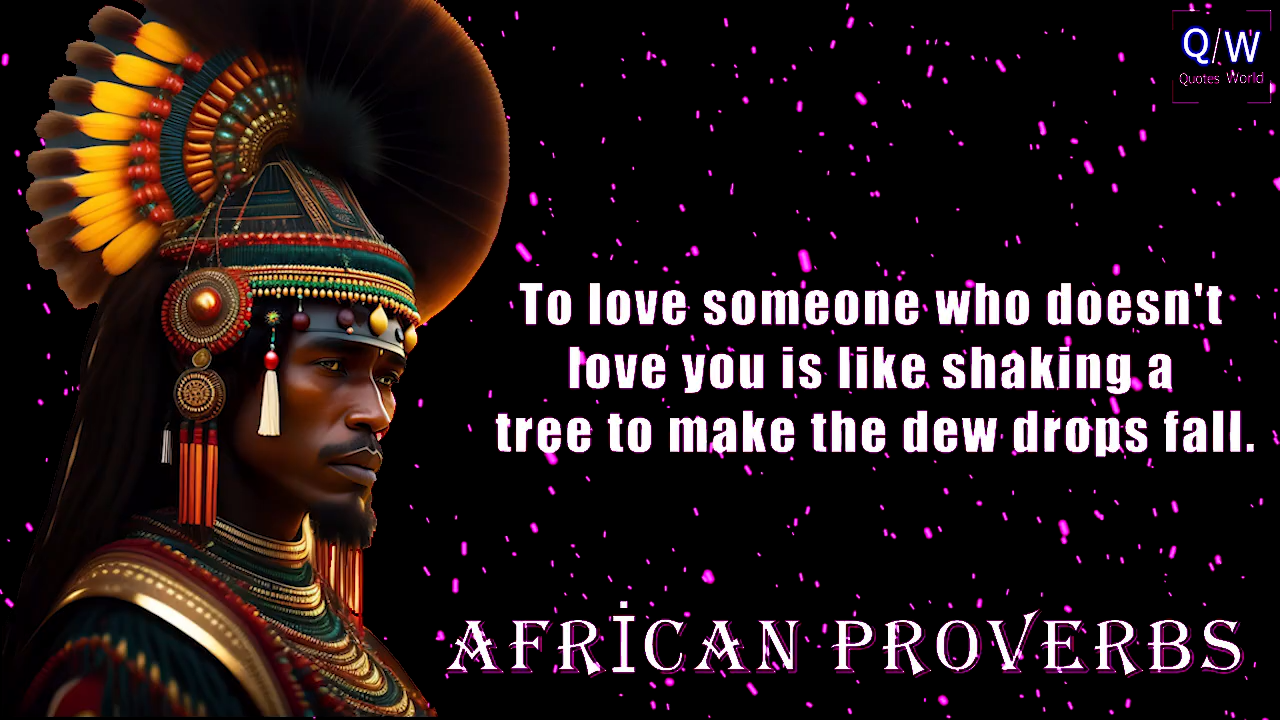 Q/W
Quotes World
To love someone who doesn't
love you is like shaking a
tree to make the dew drops fall.
AFRİCAN PROVERBS